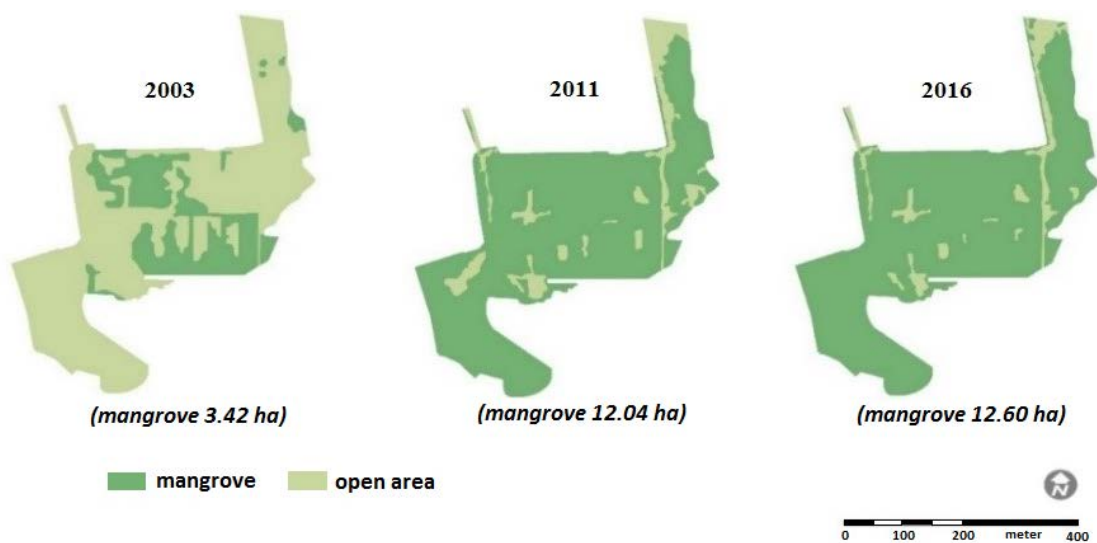 2003
2011
2016
(mangrove 3.42 ha)
(mangrove 12.04 ha)
(mangrove 12.60 ha)
mangrove
open area
N
0 100 200 meter 400